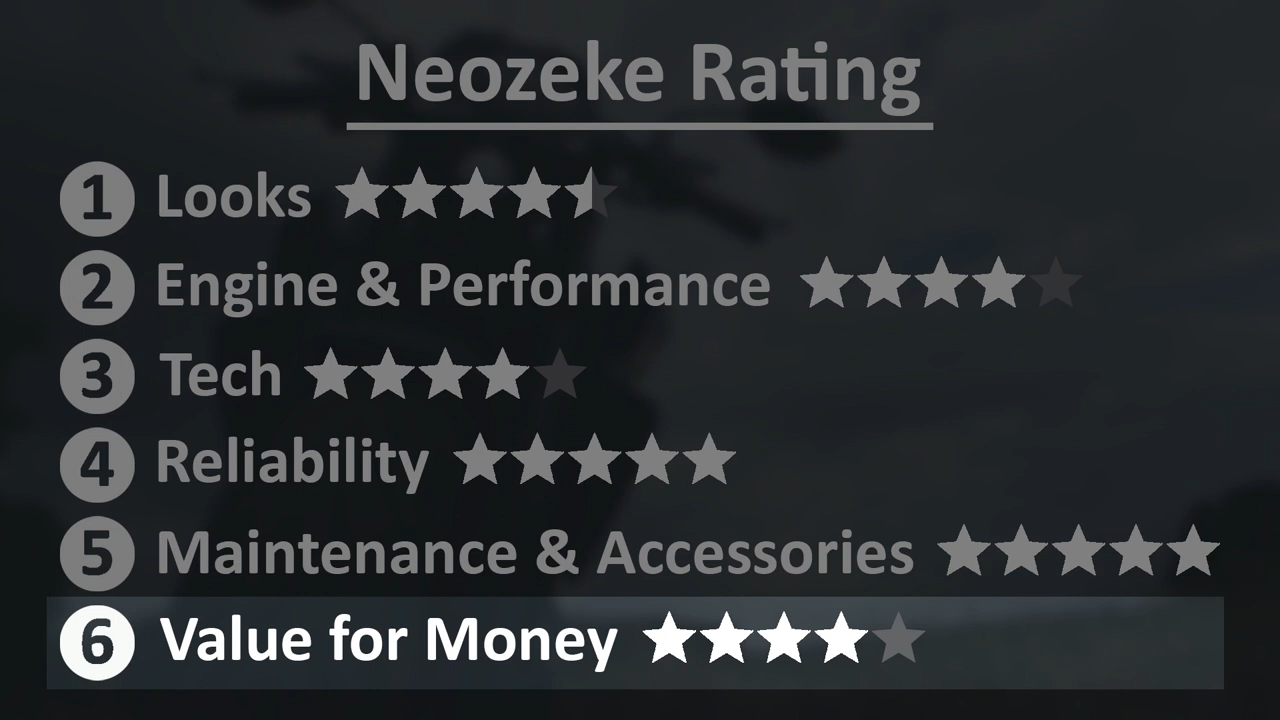 Neozeke Rating
1 Looks
2 Engine & Performance
3 Tech
4 Reliability
5 Maintenance & Accessories
6 Value for Money